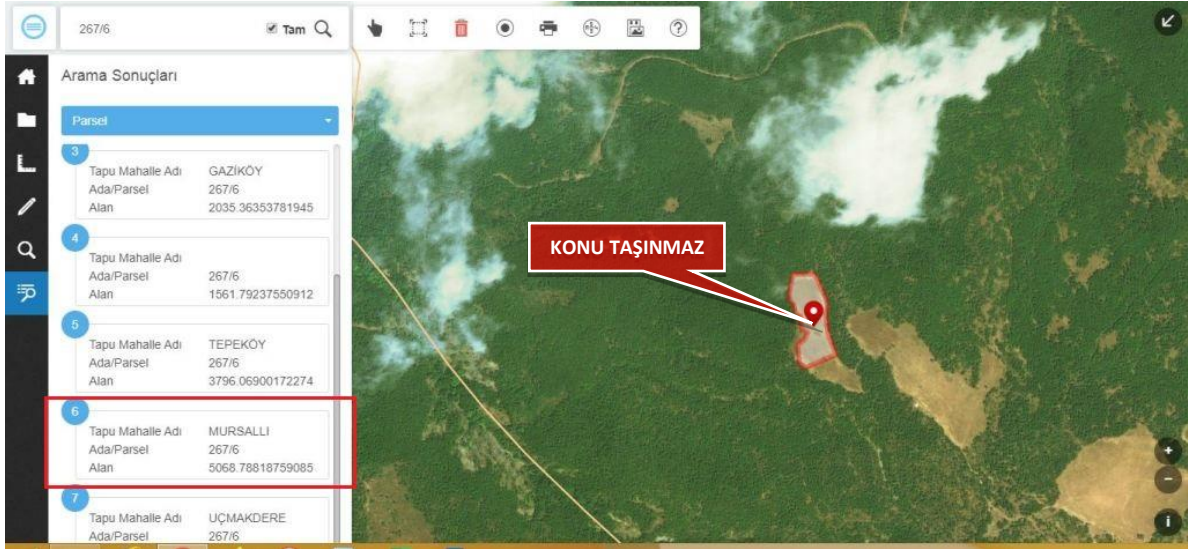 267/6
Tam
Arama Sonuçları
Parsel
3
Tapu Mahalle Adı GAZİKÖY
Ada/Parsel 267/6
Alan 2035.36353781945
4
Tapu Mahalle Adı
Ada/Parsel 267/6
Alan 1561.79237550912
5
Tapu Mahalle Adı TEPEKÖY
Ada/Parsel 267/6
Alan 3796.06900172274
6
Tapu Mahalle Adı MURSALLI
Ada/Parsel 267/6
Alan 5068.78818759085
7
Tapu Mahalle Adı UÇMAKDERE
Ada/Parsel 267/6
KONU TAŞINMAZ